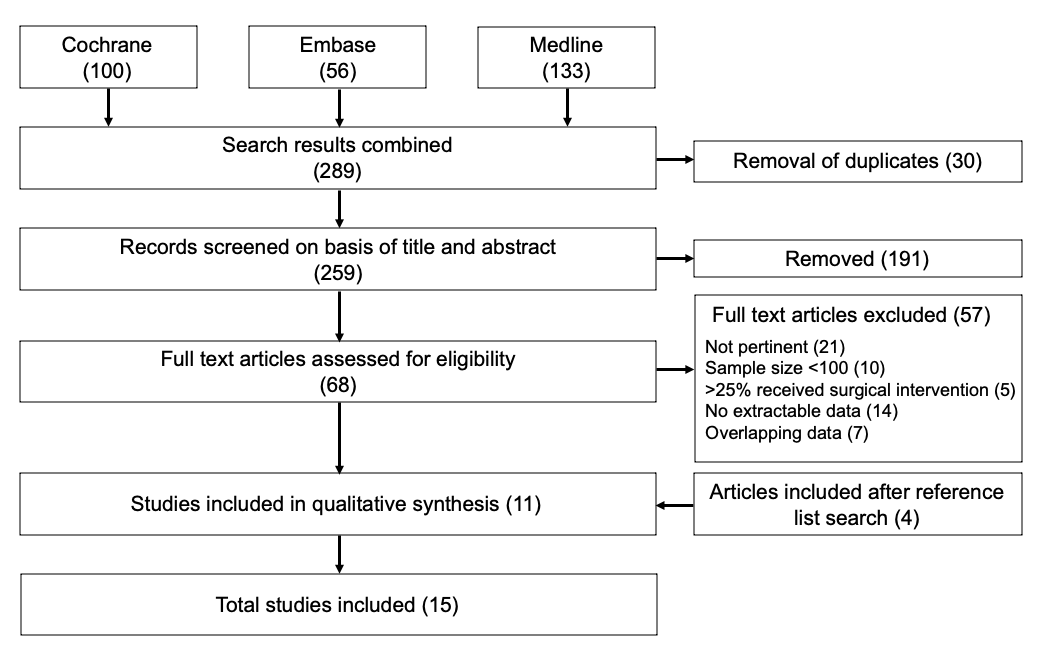 Cochrane
(100)
Embase
(56)
Medline
(133)
Search results combined
(289)
Removal of duplicates (30)
Records screened on basis of title and abstract
(259)
Removed (191)
Full text articles assessed for eligibility
(68)
Full text articles excluded (57)
Not pertinent (21)
Sample size <100 (10)
>25% received surgical intervention (5)
No extractable data (14)
Overlapping data (7)
Studies included in qualitative synthesis (11)
Articles included after reference
list search (4)
Total studies included (15)